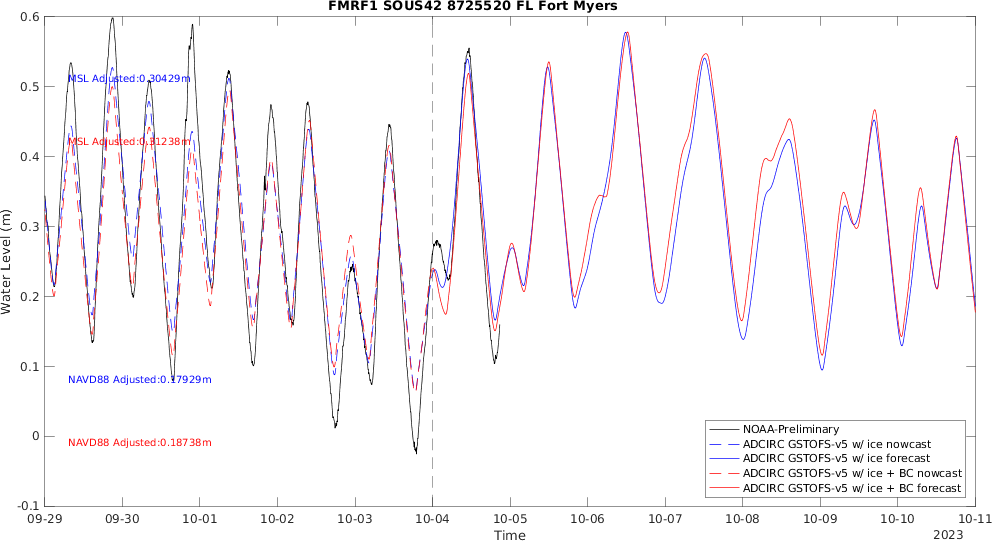 FMRF1 SOUS42 8725520 FL Fort Myers
0.6
0.5
0.4
0.3
0.2
0.1
0
-0.1
Water Level (m)
MSL Adjusted:0.30429m
MSL Adjusted:0.31238m
NAVD88 Adjusted:0.17929m
NAVD88 Adjusted:0.18738m
NOAA-Preliminary
ADCIRC GSTOFS-v5 w/ ice nowcast
ADCIRC GSTOFS-v5 w/ ice forecast
ADCIRC GSTOFS-v5 w/ ice + BC nowcast
ADCIRC GSTOFS-v5 w/ ice + BC forecast
09-29 09-30 10-01 10-02 10-03 10-04 10-05 10-06 10-07 10-08 10-09 10-10 10-11
Time
2023